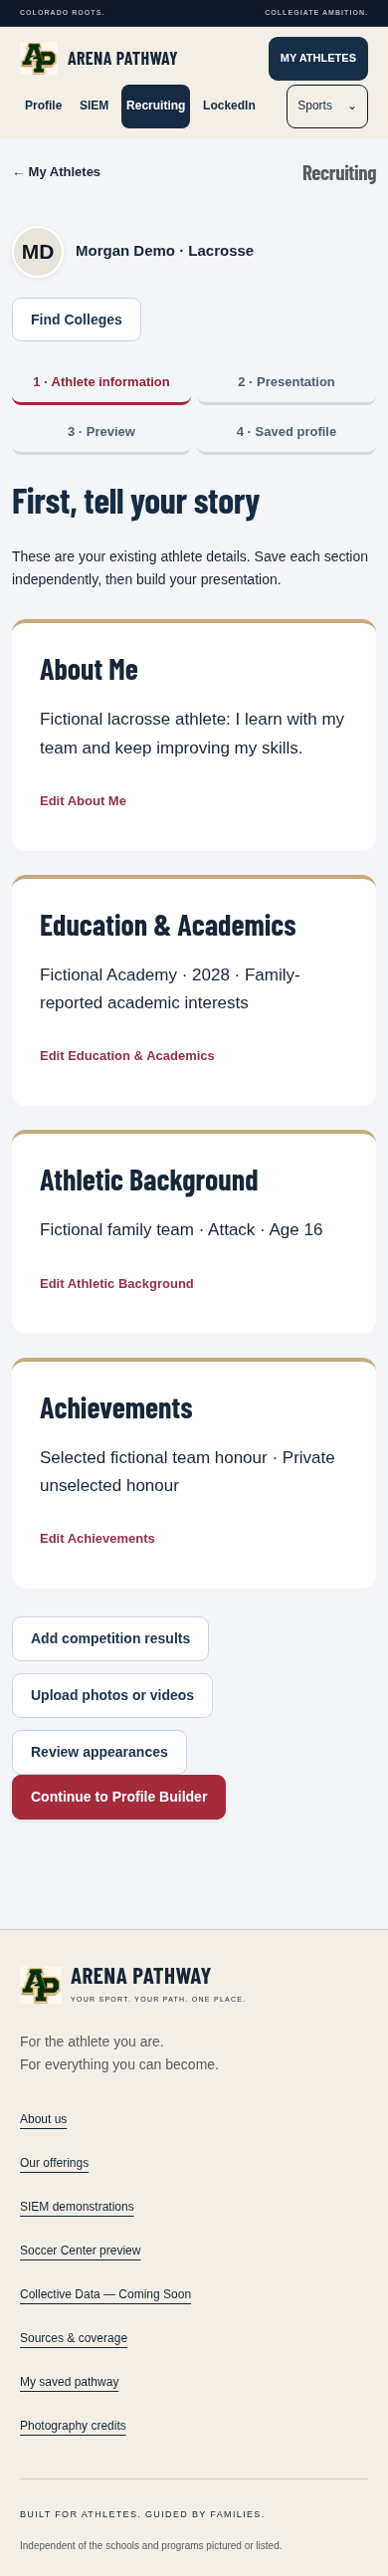 COLORADO ROOTS. COLLEGIATE AMBITION.
AP ARENA PATHWAY MY ATHLETES
Profile SIEM Recruiting LockedIn Sports ⌄
← My Athletes Recruiting
MD Morgan Demo · Lacrosse
Find Colleges
1 · Athlete information 2 · Presentation
3 · Preview 4 · Saved profile
First, tell your story
These are your existing athlete details. Save each section
independently, then build your presentation.
About Me
Fictional lacrosse athlete: I learn with my
team and keep improving my skills.
Edit About Me
Education & Academics
Fictional Academy · 2028 · Family-
reported academic interests
Edit Education & Academics
Athletic Background
Fictional family team · Attack · Age 16
Edit Athletic Background
Achievements
Selected fictional team honour · Private
unselected honour
Edit Achievements
Add competition results
Upload photos or videos
Review appearances
Continue to Profile Builder
AP ARENA PATHWAY
YOUR SPORT. YOUR PATH. ONE PLACE.
For the athlete you are.
For everything you can become.
About us
Our offerings
SIEM demonstrations
Soccer Center preview
Collective Data — Coming Soon
Sources & coverage
My saved pathway
Photography credits
BUILT FOR ATHLETES. GUIDED BY FAMILIES.
Independent of the schools and programs pictured or listed.